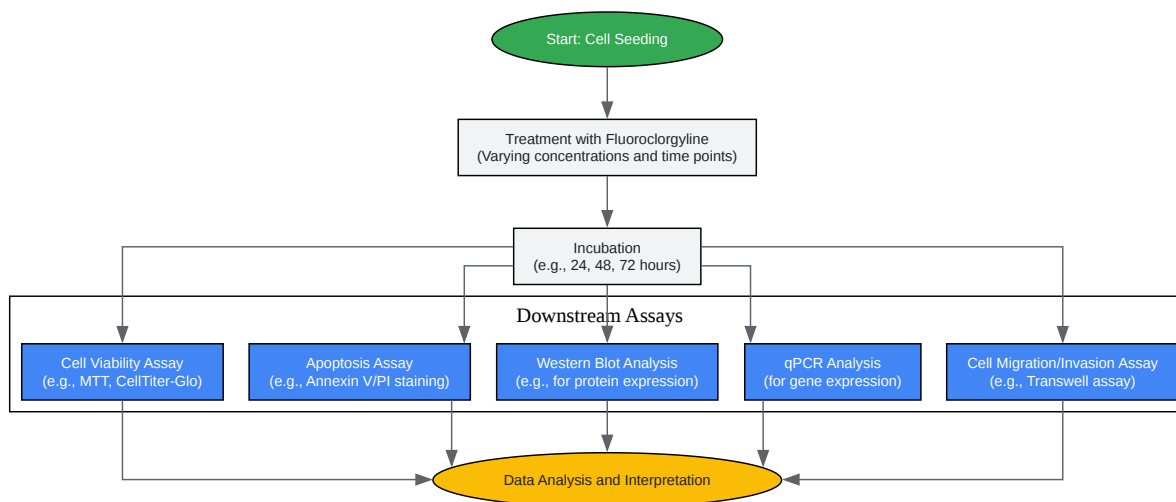 Start: Cell Seeding
Treatment with Fluoroclorgyline
(Varying concentrations and time points)
Incubation
(e.g., 24, 48, 72 hours)
Downstream Assays
Cell Viability Assay
(e.g., MTT, CellTiter-Glo)
Apoptosis Assay
(e.g., Annexin V/PI staining)
Western Blot Analysis
(e.g., for protein expression)
qPCR Analysis
(for gene expression)
Cell Migration/Invasion Assay
(e.g., Transwell assay)
Data Analysis and Interpretation